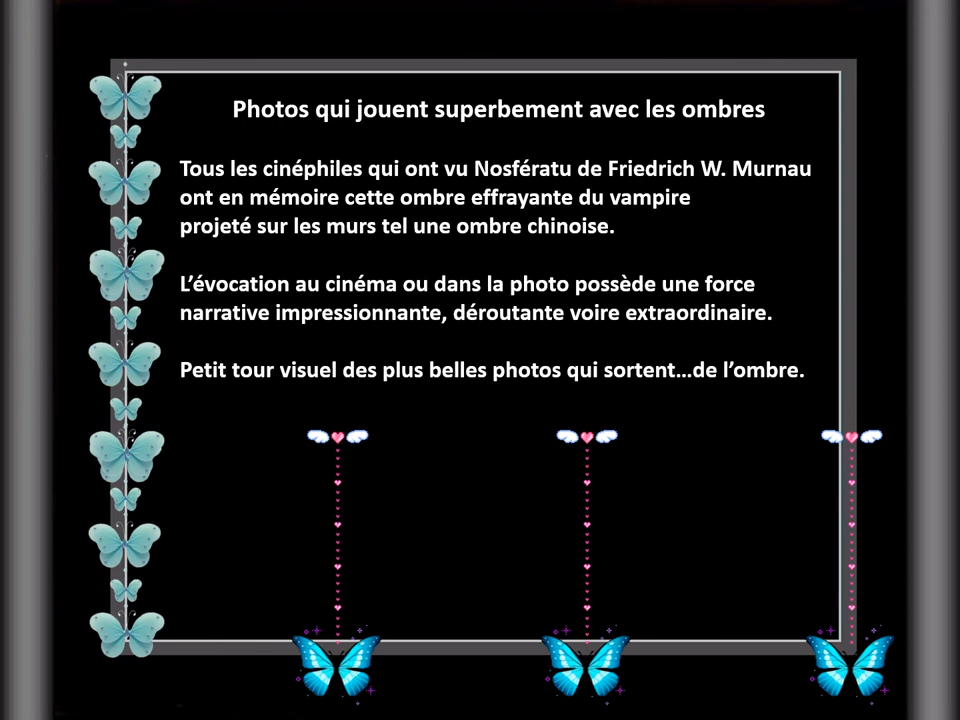 Photos qui jouent superbement avec les ombres
Tous les cinéphiles qui ont vu Nosfératu de Friedrich W. Murnau
ont en mémoire cette ombre effrayante du vampire
projeté sur les murs tel une ombre chinoise.
L’évocation au cinéma ou dans la photo possède une force
narrative impressionnante, déroutante voire extraordinaire.
Petit tour visuel des plus belles photos qui sortent…de l’ombre.